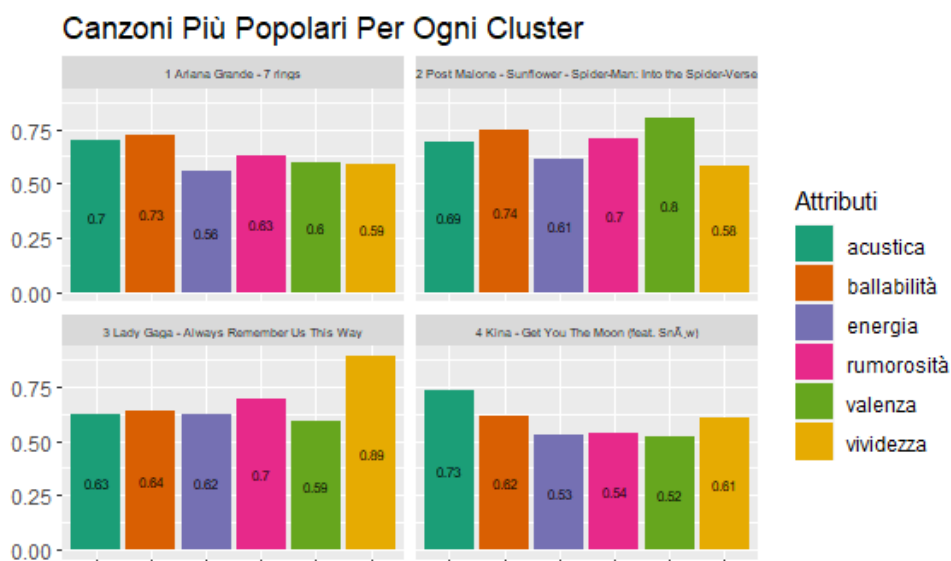 Canzoni Più Popolari Per Ogni Cluster
1 Ariana Grande - 7 rings
2 Post Malone - Sunflower - Spider-Man: Into the Spider-Verse
0.75
0.50
0.25
0.00
0.7
0.73
0.56
0.63
0.6
0.59
0.69
0.74
0.61
0.7
0.8
0.58
3 Lady Gaga - Always Remember Us This Way
4 Kina - Get You The Moon (feat. SnÃ¸w)
0.75
0.50
0.25
0.00
0.63
0.64
0.62
0.7
0.59
0.89
0.73
0.62
0.53
0.54
0.52
0.61
Attributi
acustica
ballabilità
energia
rumorosità
valenza
vividezza